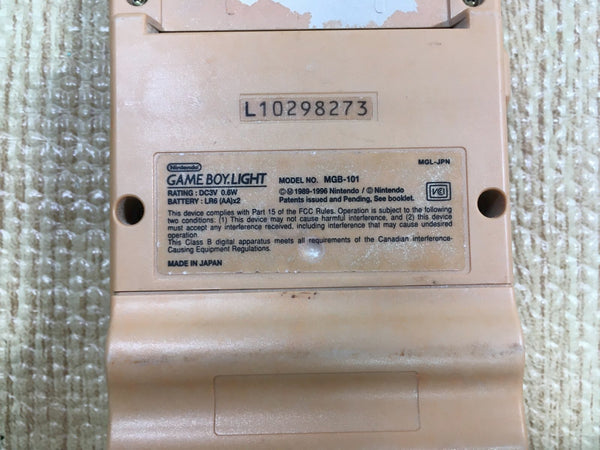 L10298273
MGL-JPN
Nintendo
GAME BOY LIGHT
MODEL NO. MGB-101
RATING : DC3V 0.6W
BATTERY : LR6 (AA)x2
©Ⓜ 1989-1996 Nintendo / © Nintendo
Patents issued and Pending, See booklet.
VCI
This device complies with Part 15 of the FCC Rules. Operation is subject to the following two
conditions. (1) This device may not cause harmful interference, and (2) this device
must accept any interference received, including interference that may cause undesired
operation.
This Class B digital apparatus meets all requirements of the Canadian Interference-
Causing Equipment Regulations.
MADE IN JAPAN